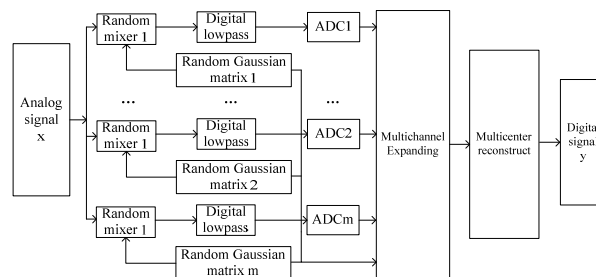 Analog
signal
x
Random
mixer 1
Digital
lowpass
ADC1
Random Gaussian
matrix 1
...
...
...
Random
mixer 1
Digital
lowpass
ADC2
Random Gaussian
matrix 2
Random
mixer 1
Digital
lowpass
ADCm
Random Gaussian
matrix m
Multichannel
Expanding
Multicenter
reconstruct
Digita
signa
y